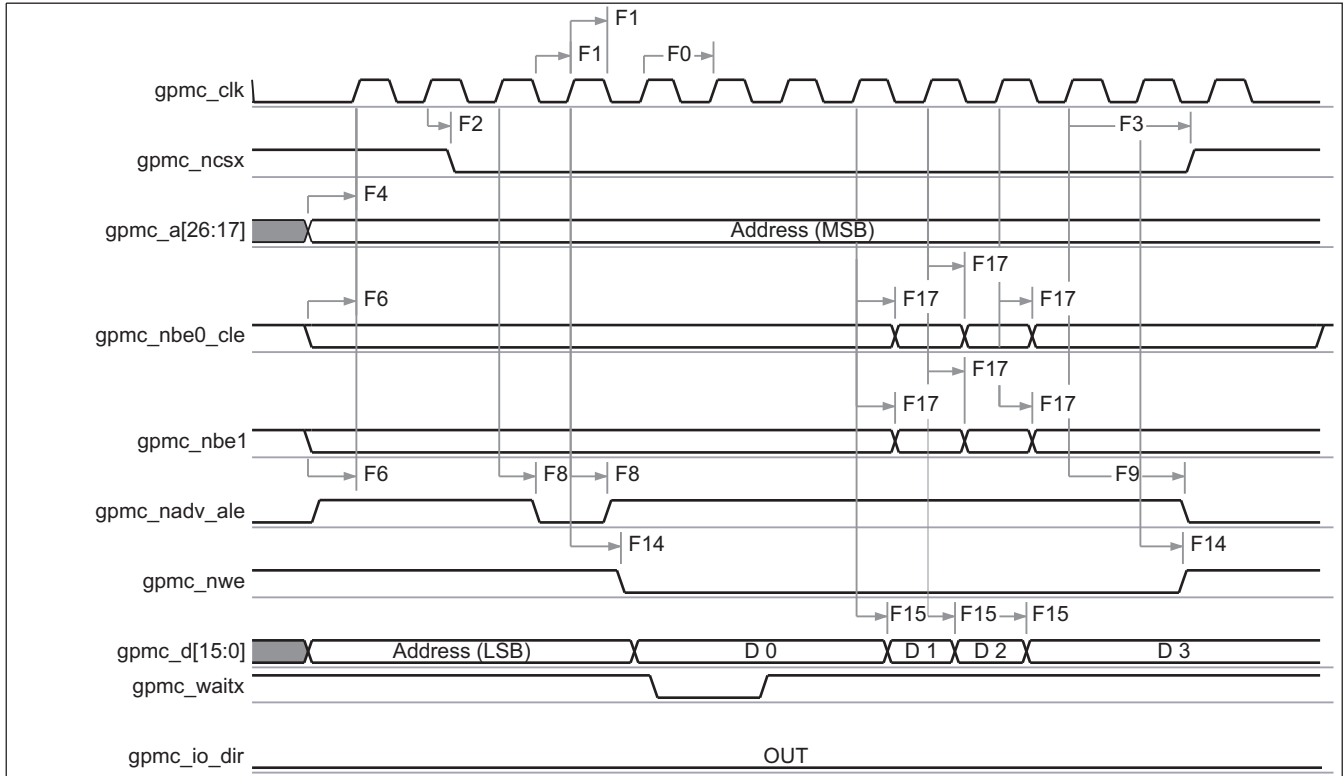 F1
F1 F0
gpmc_clk
F2 F3
gpmc_ncsx
F4
gpmc_a[26:17] Address (MSB)
F17
F6 F17 F17
gpmc_nbe0_cle
F17
F17 F17
gpmc_nbe1
F6 F8 F8 F9
gpmc_nadv_ale
F14 F14
gpmc_nwe
F15 F15 F15
gpmc_d[15:0] Address (LSB) D 0 D 1 D 2 D 3
gpmc_waitx
gpmc_io_dir OUT